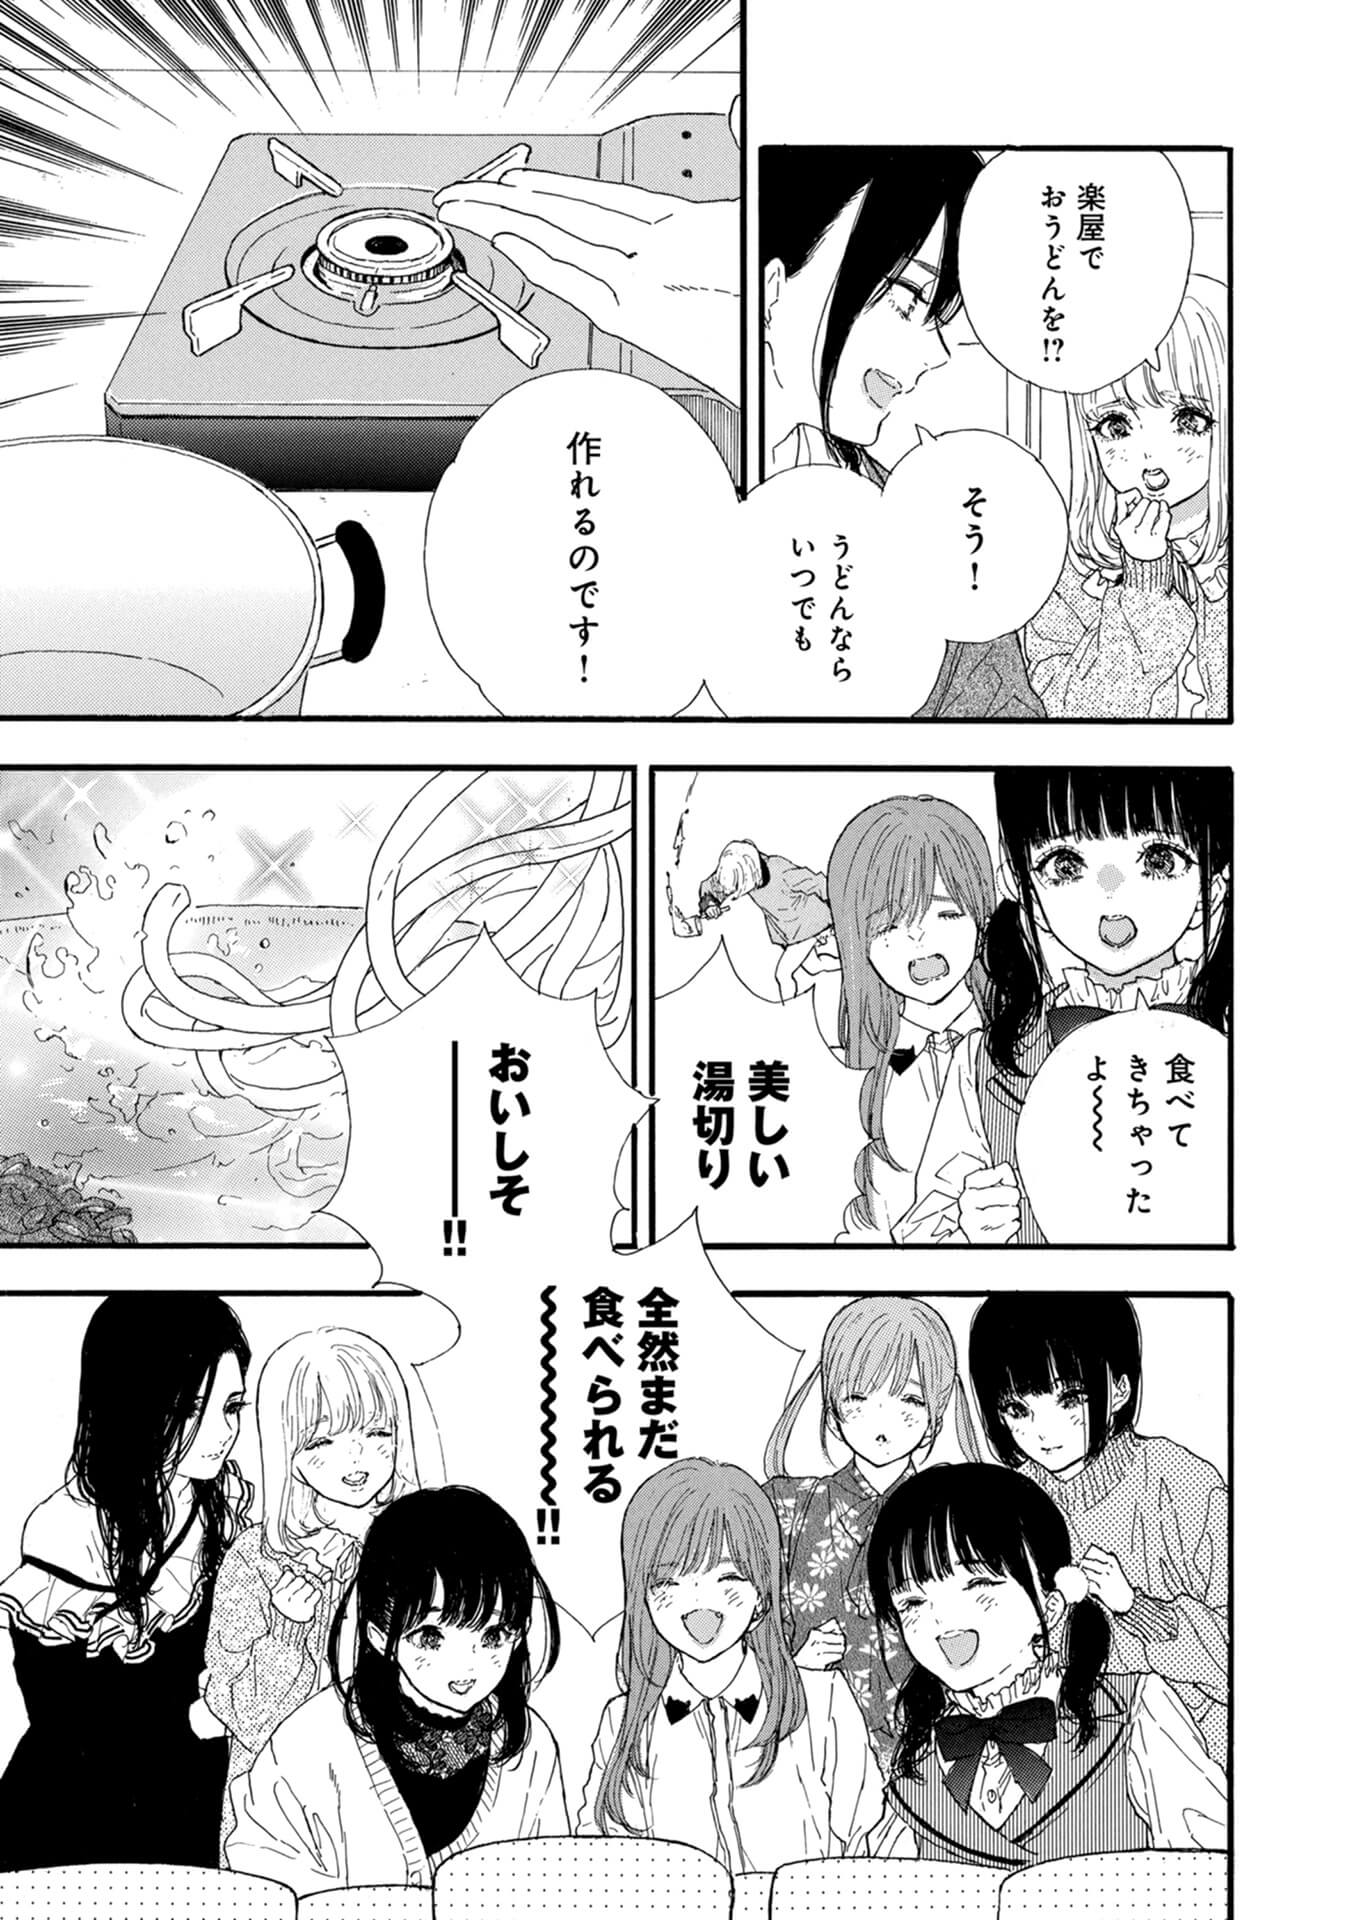 楽屋で
おうどんを!?
そう！
うどんなら
いつでも
作れるのです！
食べて
きちゃった
よ〜〜〜
美しい
湯切り
おいしそ
――――!!
全然まだ
食べられる
〜〜〜〜〜!!